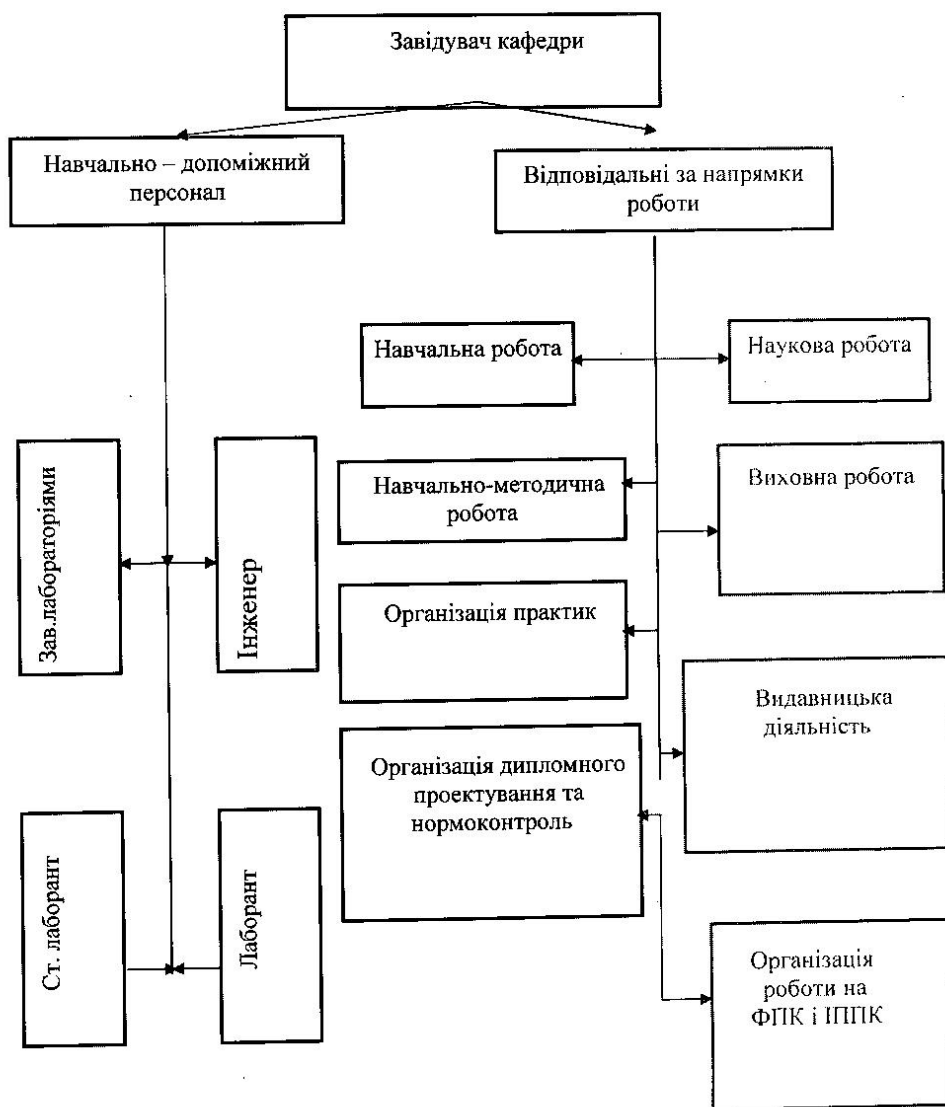 Завідувач кафедри
Навчально – допоміжний
персонал
Відповідальні за напрямки
роботи
Навчальна робота
Наукова робота
Навчально-методична
робота
Виховна робота
Зав.лабораторіями
Інженер
Організація практик
Видавницька
діяльність
Організація дипломного
проектування та
нормоконтроль
Ст. лаборант
Лаборант
Організація
роботи на
ФПК і ІППК